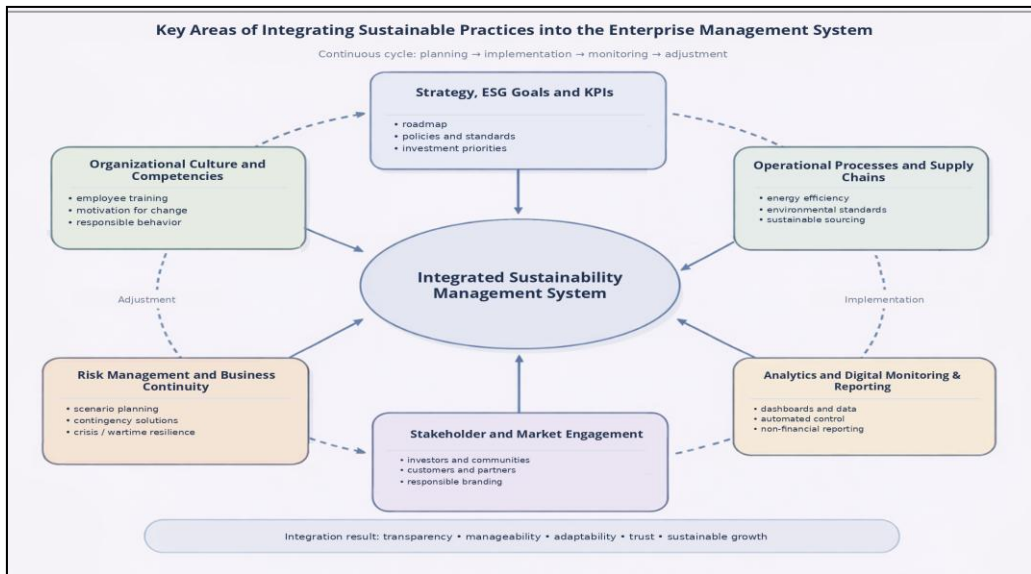 Key Areas of Integrating Sustainable Practices into the Enterprise Management System
Continuous cycle: planning → implementation → monitoring → adjustment
Strategy, ESG Goals and KPIs
• roadmap
• policies and standards
• investment priorities
Organizational Culture and
Competencies
• employee training
• motivation for change
• responsible behavior
Operational Processes and Supply
Chains
• energy efficiency
• environmental standards
• sustainable sourcing
Integrated Sustainability
Management System
Adjustment
Implementation
Risk Management and Business
Continuity
• scenario planning
• contingency solutions
• crisis / wartime resilience
Analytics and Digital Monitoring &
Reporting
• dashboards and data
• automated control
• non-financial reporting
Stakeholder and Market Engagement
• investors and communities
• customers and partners
• responsible branding
Integration result: transparency • manageability • adaptability • trust • sustainable growth